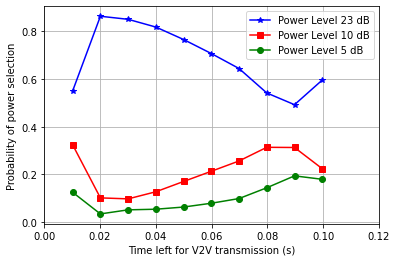 Power Level 23 dB
Power Level 10 dB
Power Level 5 dB
Probability of power selection
0.8
0.6
0.4
0.2
0.0
0.00 0.02 0.04 0.06 0.08 0.10 0.12
Time left for V2V transmission (s)